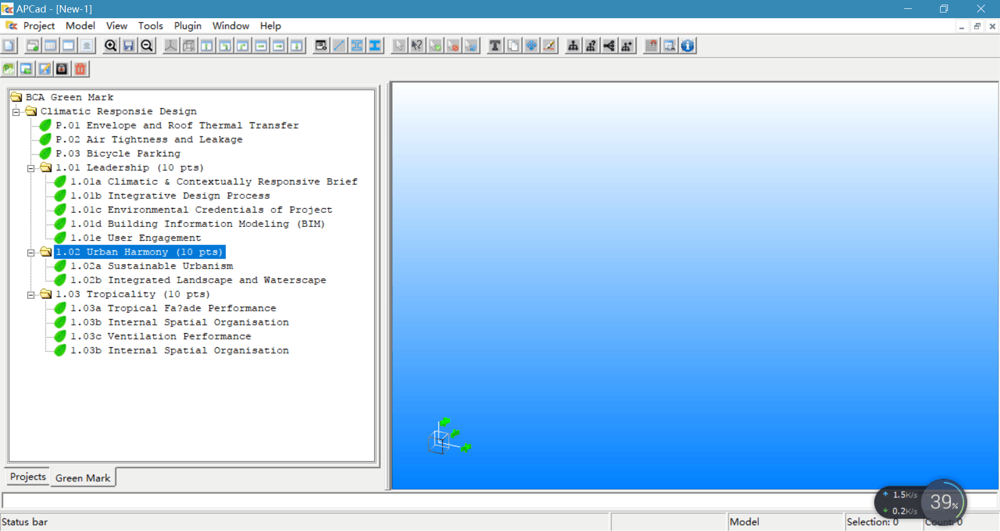 APCad - [New-1]
Project Model View Tools Plugin Window Help
BCA Green Mark
Climatic Responsie Design
P.01 Envelope and Roof Thermal Transfer
P.02 Air Tightness and Leakage
P.03 Bicycle Parking
1.01 Leadership (10 pts)
1.01a Climatic & Contextually Responsive Brief
1.01b Integrative Design Process
1.01c Environmental Credentials of Project
1.01d Building Information Modeling (BIM)
1.01e User Engagement
1.02 Urban Harmony (10 pts)
1.02a Sustainable Urbanism
1.02b Integrated Landscape and Waterscape
1.03 Tropicality (10 pts)
1.03a Tropical Fa?ade Performance
1.03b Internal Spatial Organisation
1.03c Ventilation Performance
1.03b Internal Spatial Organisation
Projects Green Mark
1.5K/s
0.2K/s
39%
Status bar Model Selection: 0 Count: 0